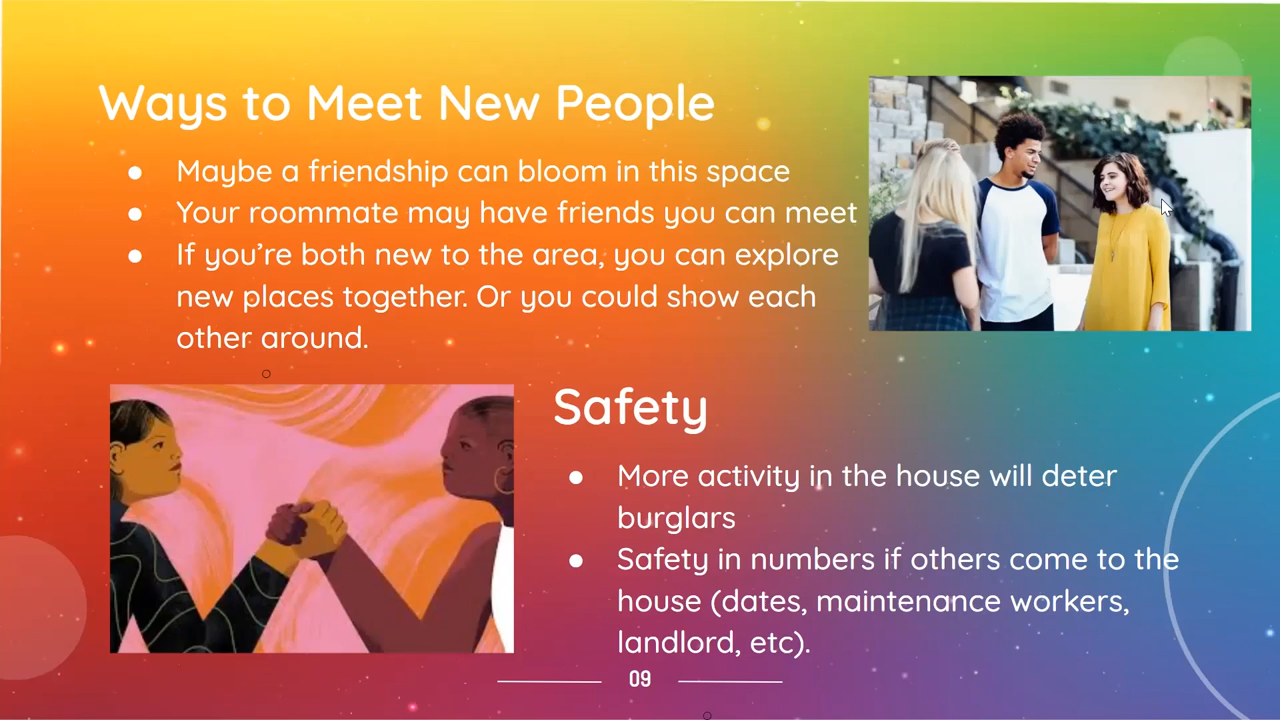 Ways to Meet New People
● Maybe a friendship can bloom in this space
● Your roommate may have friends you can meet
● If you’re both new to the area, you can explore
new places together. Or you could show each
other around.
Safety
● More activity in the house will deter
burglars
● Safety in numbers if others come to the
house (dates, maintenance workers,
landlord, etc).
09